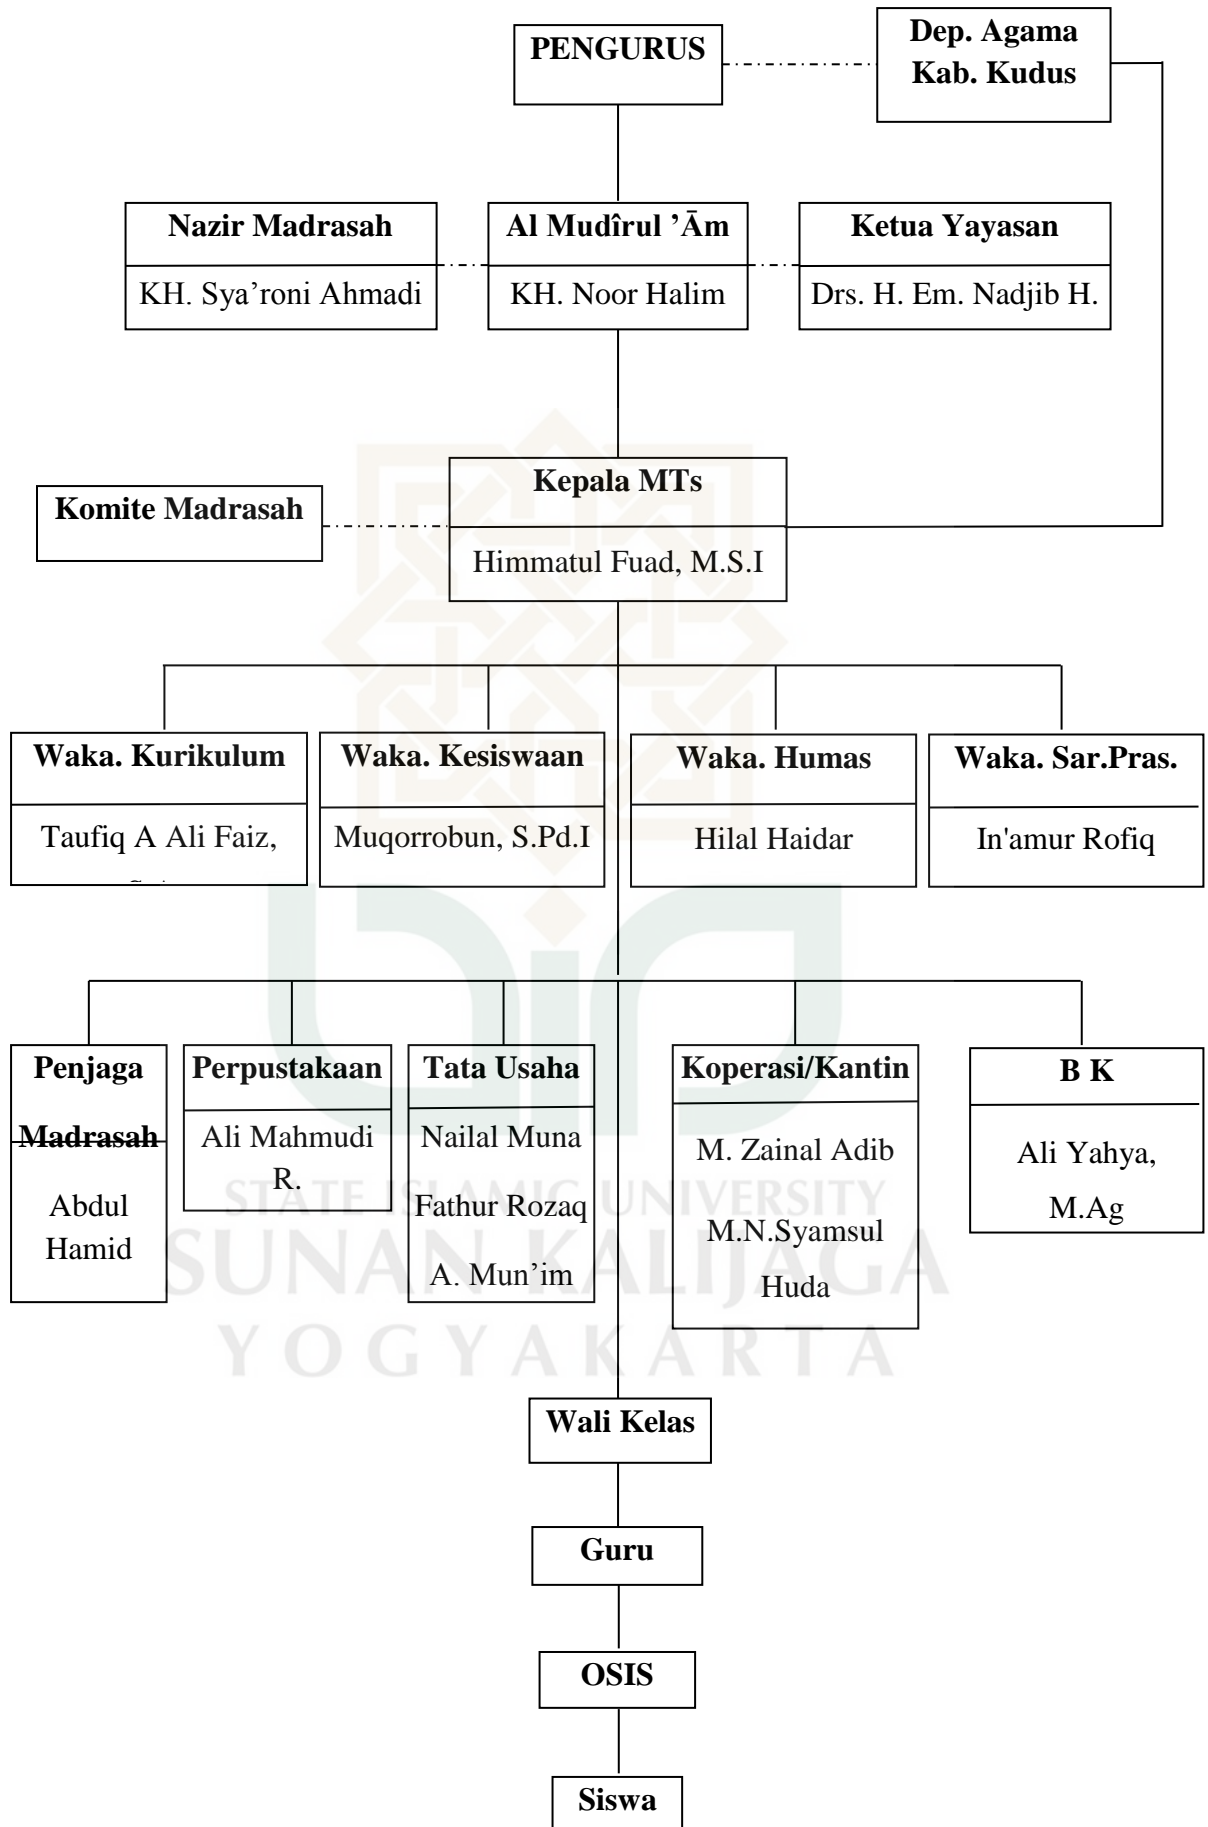 PENGURUS
Dep. Agama
Kab. Kudus
Nazir Madrasah
KH. Sya’roni Ahmadi
Al Mudîrul ’Ām
KH. Noor Halim
Ketua Yayasan
Drs. H. Em. Nadjib H.
Komite Madrasah
Kepala MTs
Himmatul Fuad, M.S.I
Waka. Kurikulum
Taufiq A Ali Faiz,
Waka. Kesiswaan
Muqorrobun, S.Pd.I
Waka. Humas
Hilal Haidar
Waka. Sar.Pras.
In'amur Rofiq
Penjaga
Madrasah
Abdul
Hamid
Perpustakaan
Ali Mahmudi
R.
Tata Usaha
Nailal Muna
Fathur Rozaq
A. Mun’im
Koperasi/Kantin
M. Zainal Adib
M.N.Syamsul
Huda
B K
Ali Yahya,
M.Ag
STATE ISLAMIC UNIVERSITY
SUNAN KALIJAGA
YOGYAKARTA
Wali Kelas
Guru
OSIS
Siswa